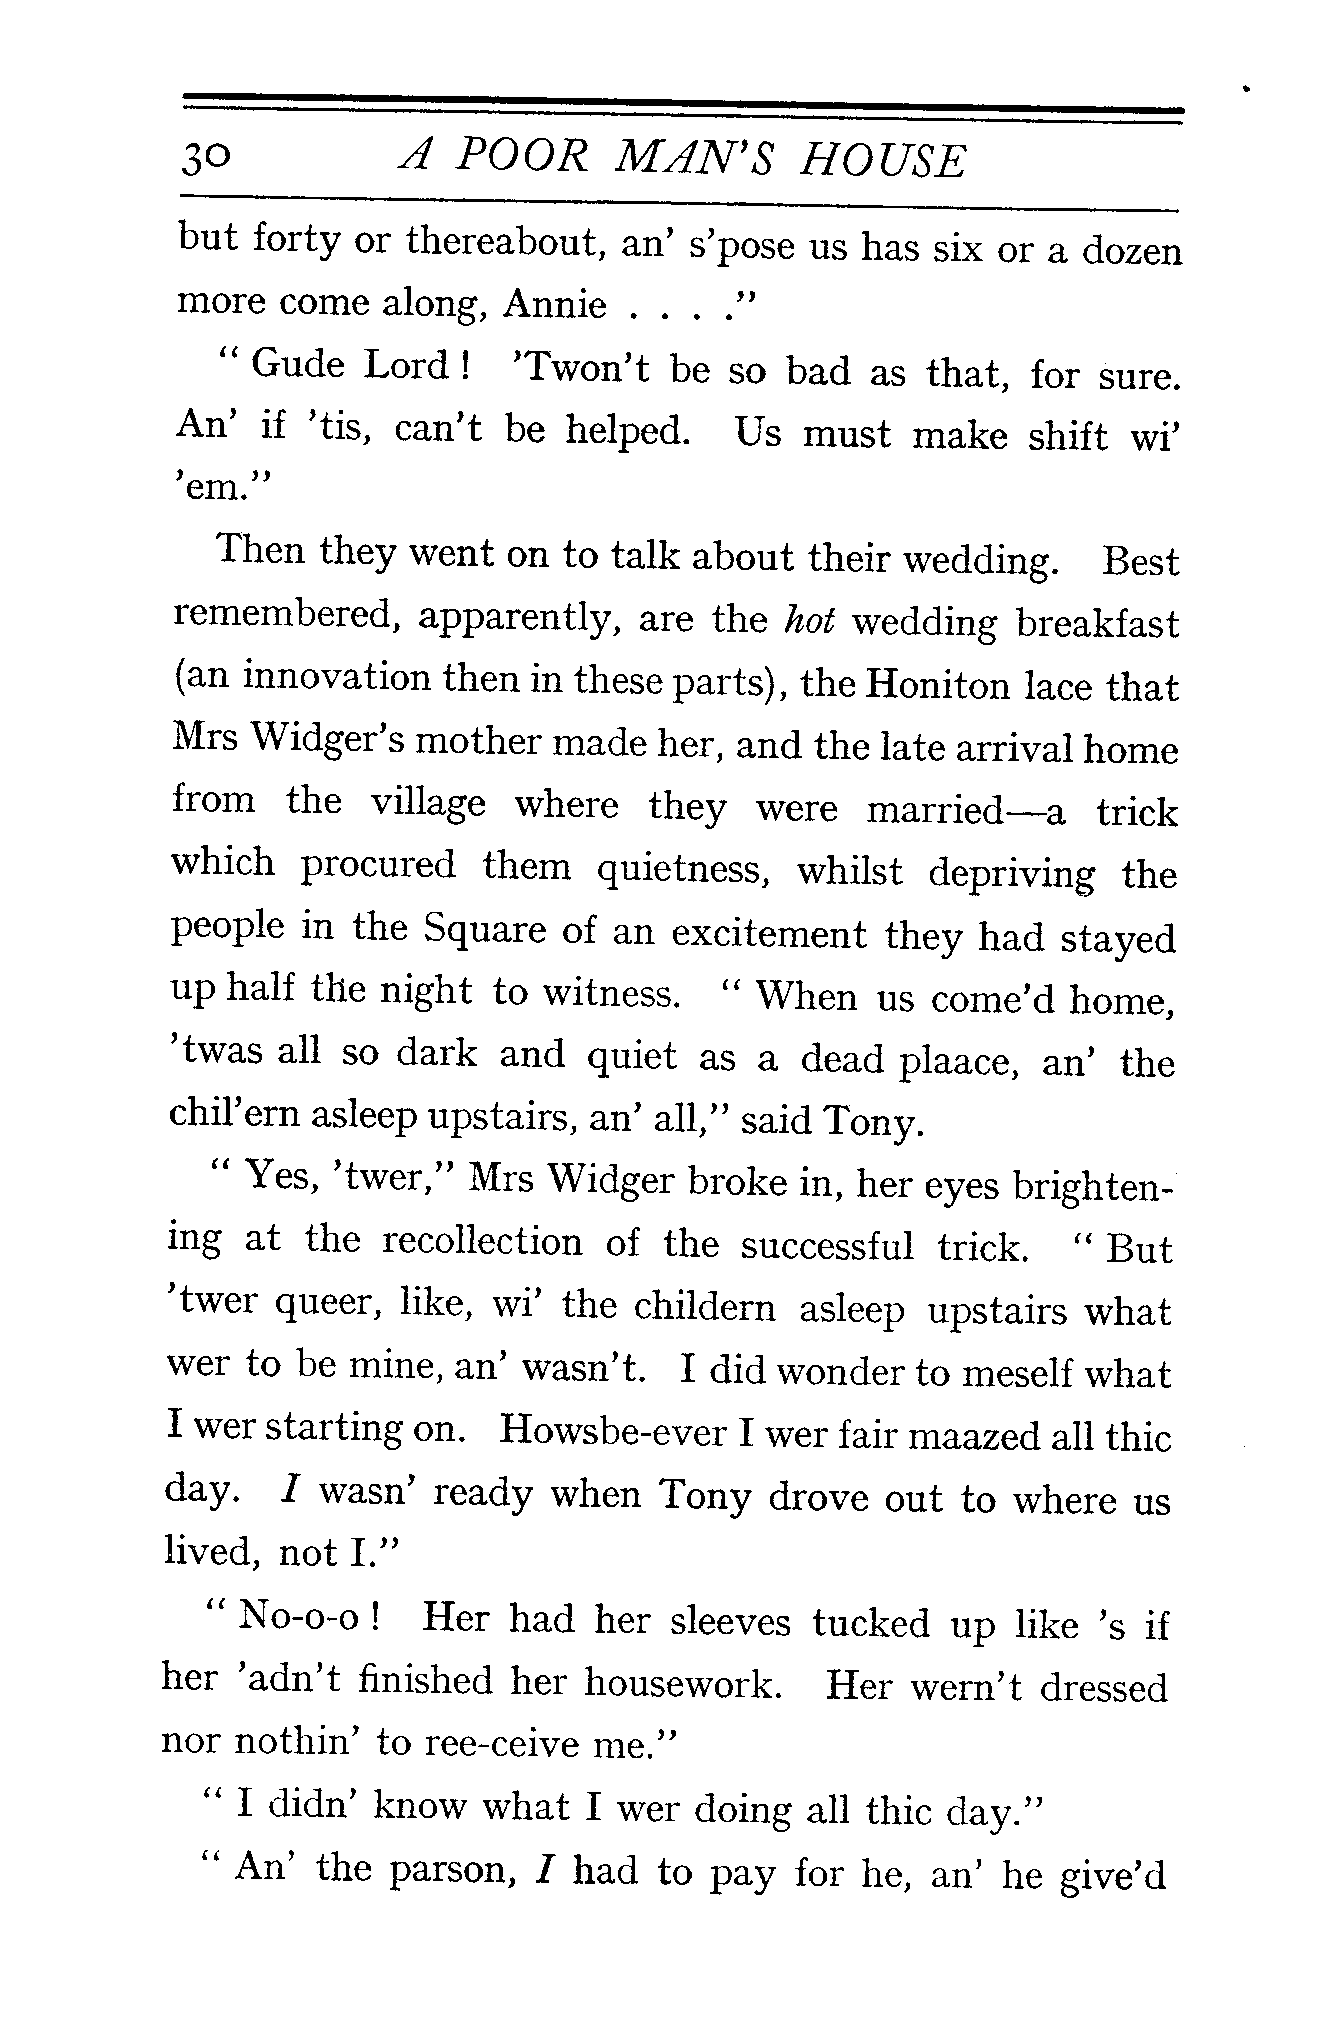 30 A POOR MAN'S HOUSE
but forty or thereabout, an' s'pose us has six or a dozen
more come along, Annie . . . ."
" Gude Lord ! 'Twon't be so bad as that, for sure.
An' if 'tis, can't be helped. Us must make shift wi'
'em."
Then they went on to talk about their wedding. Best
remembered, apparently, are the hot wedding breakfast
(an innovation then in these parts), the Honiton lace that
Mrs Widger's mother made her, and the late arrival home
from the village where they were married—a trick
which procured them quietness, whilst depriving the
people in the Square of an excitement they had stayed
up half the night to witness. " When us come'd home,
'twas all so dark and quiet as a dead plaace, an' the
chil'ern asleep upstairs, an' all," said Tony.
" Yes, 'twer," Mrs Widger broke in, her eyes brighten-
ing at the recollection of the successful trick. " But
'twer queer, like, wi' the childern asleep upstairs what
wer to be mine, an' wasn't. I did wonder to meself what
I wer starting on. Howsbe-ever I wer fair maazed all thic
day. I wasn' ready when Tony drove out to where us
lived, not I."
" No-o-o ! Her had her sleeves tucked up like 's if
her 'adn't finished her housework. Her wern't dressed
nor nothin' to ree-ceive me."
" I didn' know what I wer doing all thic day."
" An' the parson, I had to pay for he, an' he give'd